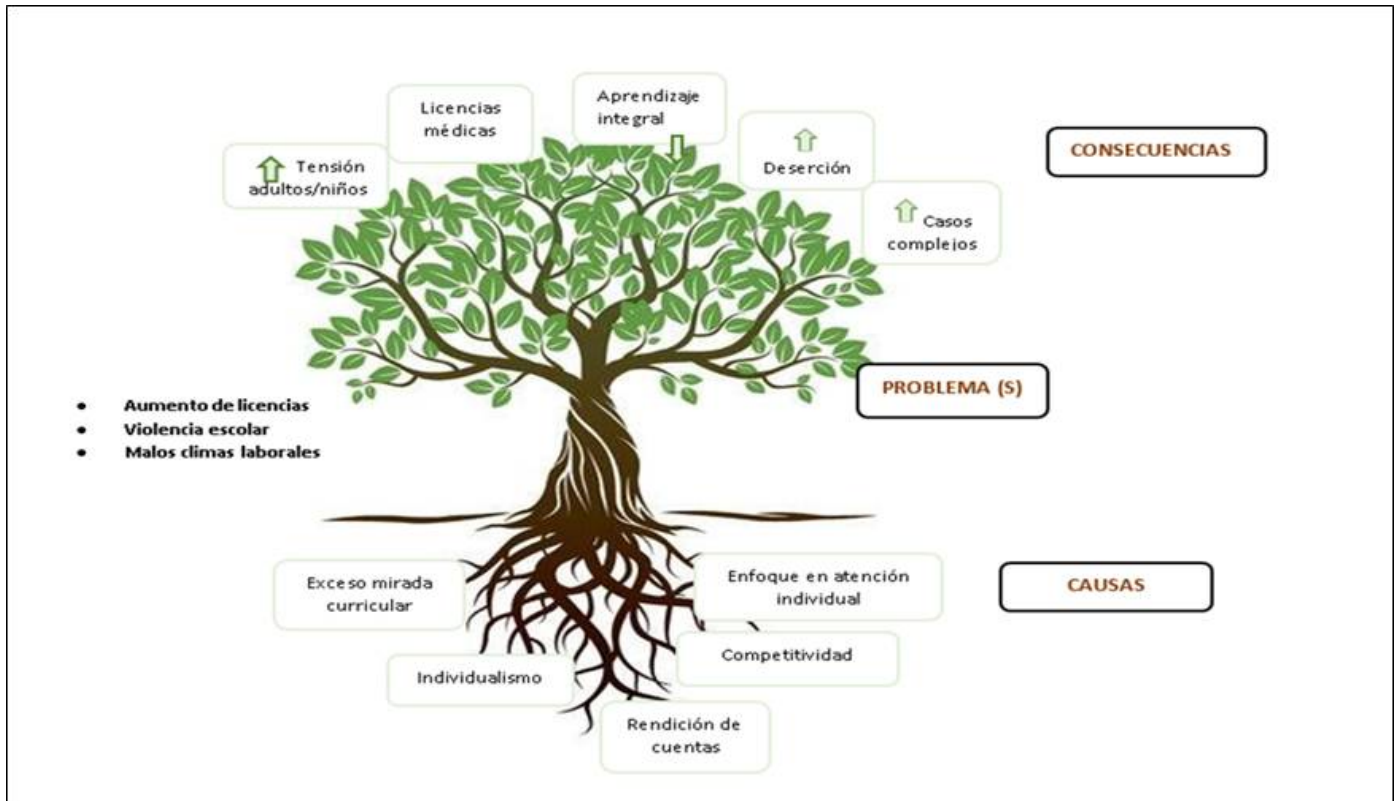 Licencias
médicas
Aprendizaje
integral
Tensión
adultos/niños
Deserción
Casos
complejos
CONSECUENCIAS
PROBLEMA (S)
• Aumento de licencias
• Violencia escolar
• Malos climas laborales
Exceso mirada
curricular
Enfoque en atención
individual
CAUSAS
Individualismo
Competitividad
Rendición de
cuentas